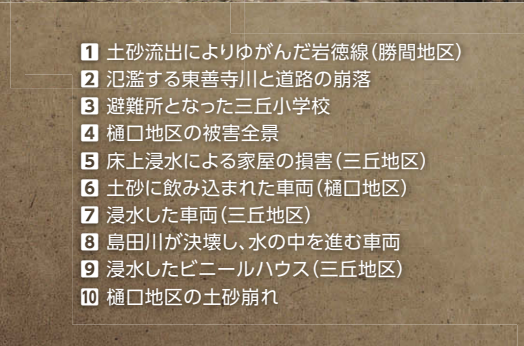 1 土砂流出によりゆがんだ岩徳線（勝間地区）
2 氾濫する東善寺川と道路の崩落
3 避難所となった三丘小学校
4 樋口地区の被害全景
5 床上浸水による家屋の損害（三丘地区）
6 土砂に飲み込まれた車両（樋口地区）
7 浸水した車両（三丘地区）
8 島田川が決壊し、水の中を進む車両
9 浸水したビニールハウス（三丘地区）
10 樋口地区の土砂崩れ